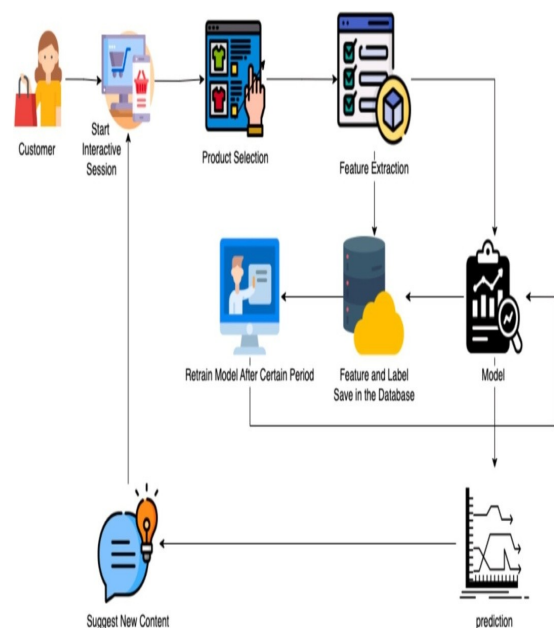 Customer
Start
Interactive
Session
Product Selection
Feature Extraction
Retrain Model After Certain Period
Feature and Label
Save in the Database
Model
Suggest New Content
prediction